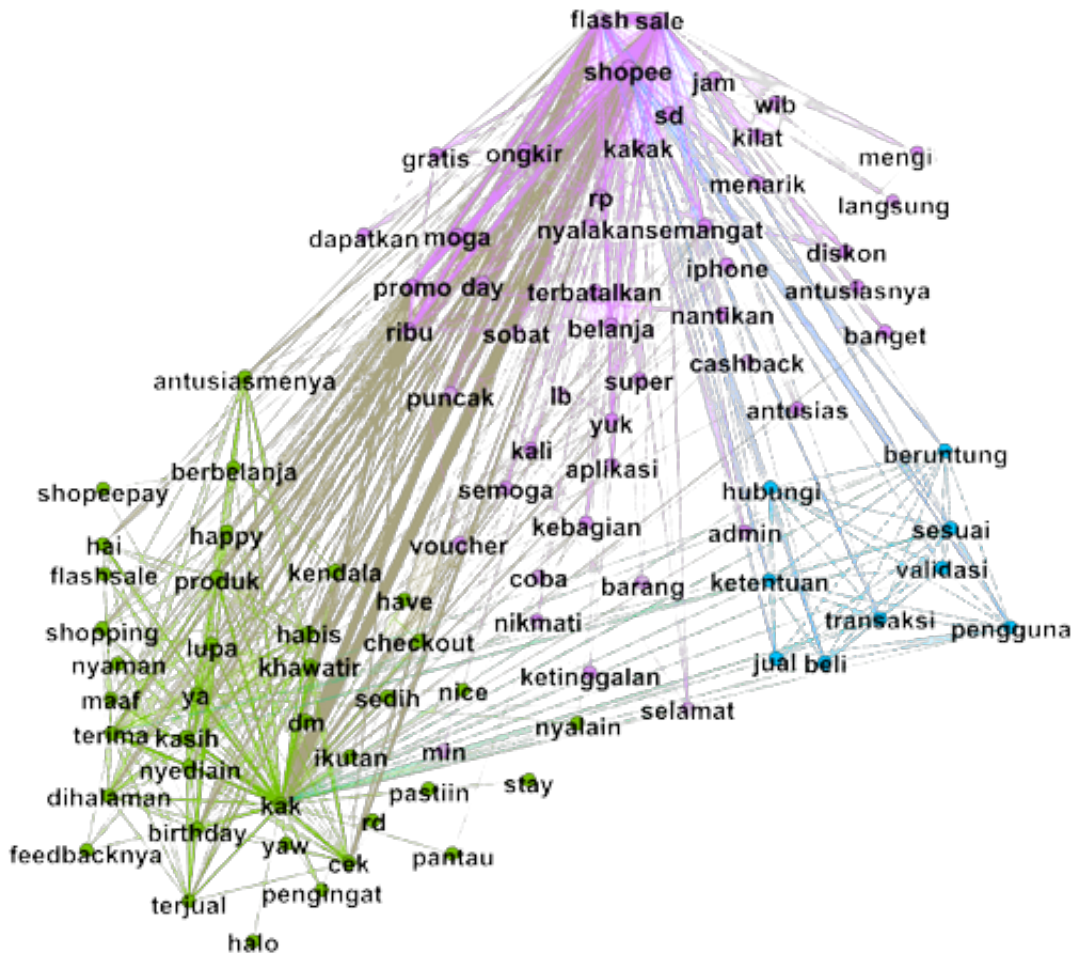 flash sale
shopee
jam
wib
sd
kilat
gratis
ongkir
kakak
mengi
menarik
rp
langsung
dapatkan
moga
nyalakansemangat
diskon
iphone
promo day
terbatalkan
antusiasnya
ribu
sobat
belanja
nantikan
banget
cashback
antusiasmenya
super
puncak
lb
antusias
yuk
kali
beruntung
berbelanja
aplikasi
shopeepay
semoga
hubungi
kebagian
admin
sesuai
happy
hai
voucher
validasi
flashsale
produk
kendala
coba
barang
ketentuan
have
nikmati
transaksi
pengguna
shopping
lupa
habis
checkout
nyaman
khawatir
ketinggalan
jual beli
maaf
ya
sedih
nice
selamat
terima
kasih
dm
nyalain
ikutan
min
nyediain
dihalaman
kak
pastiin
stay
birthday
rd
yaw
feedbacknya
cek
pantau
terjual
pengingat
halo